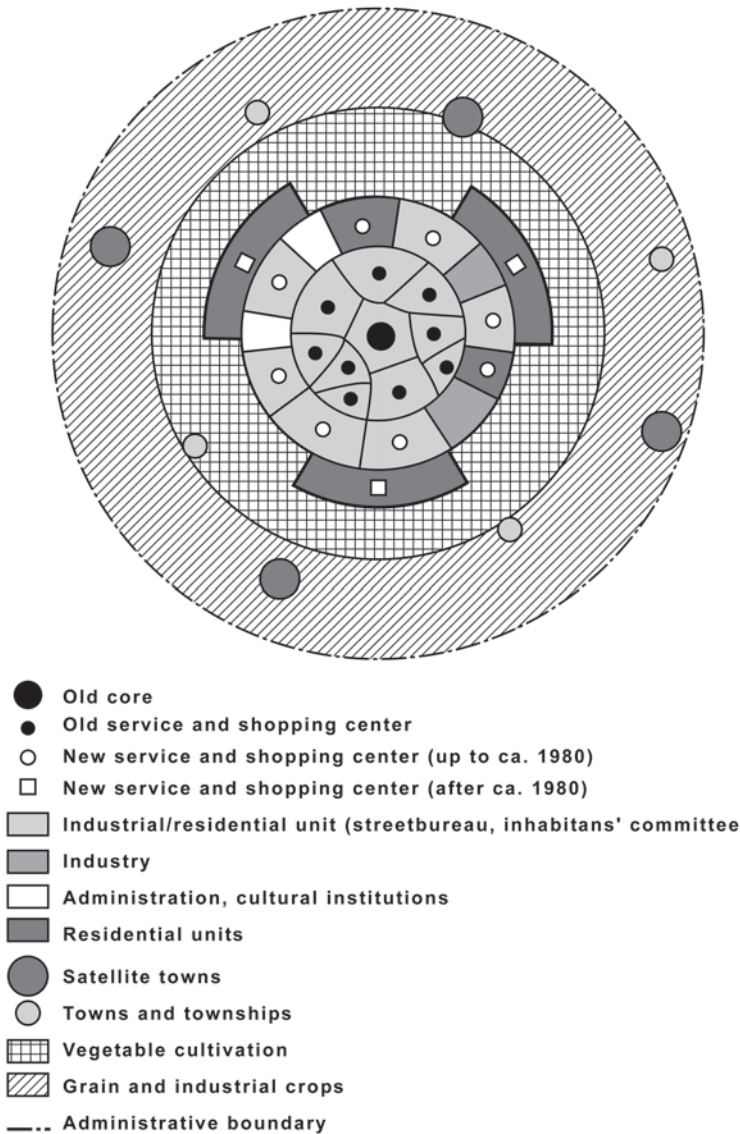 Old core
Old service and shopping center
New service and shopping center (up to ca. 1980)
New service and shopping center (after ca. 1980)
Industrial/residential unit (streetbureau, inhabitans' committee
Industry
Administration, cultural institutions
Residential units
Satellite towns
Towns and townships
Vegetable cultivation
Grain and industrial crops
Administrative boundary